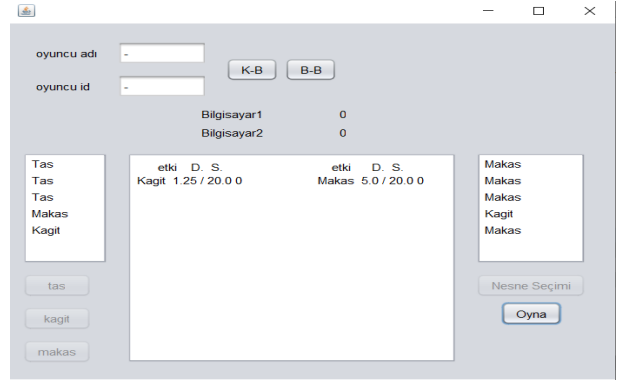 oyuncu adı -
K-B B-B
oyuncu id -
Bilgisayar1 0
Bilgisayar2 0
Tas
Tas
Tas
Makas
Kagit
etki D. S. etki D. S.
Kagit 1.25 / 20.0 0 Makas 5.0 / 20.0 0
Makas
Makas
Makas
Kagit
Makas
tas
kagit
makas
Nesne Seçimi
Oyna